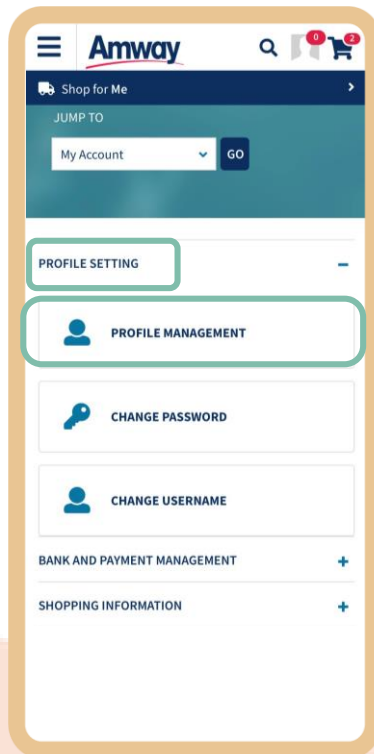 Amway
0
2
Shop for Me
JUMP TO
My Account
GO
PROFILE SETTING
PROFILE MANAGEMENT
CHANGE PASSWORD
CHANGE USERNAME
BANK AND PAYMENT MANAGEMENT
SHOPPING INFORMATION